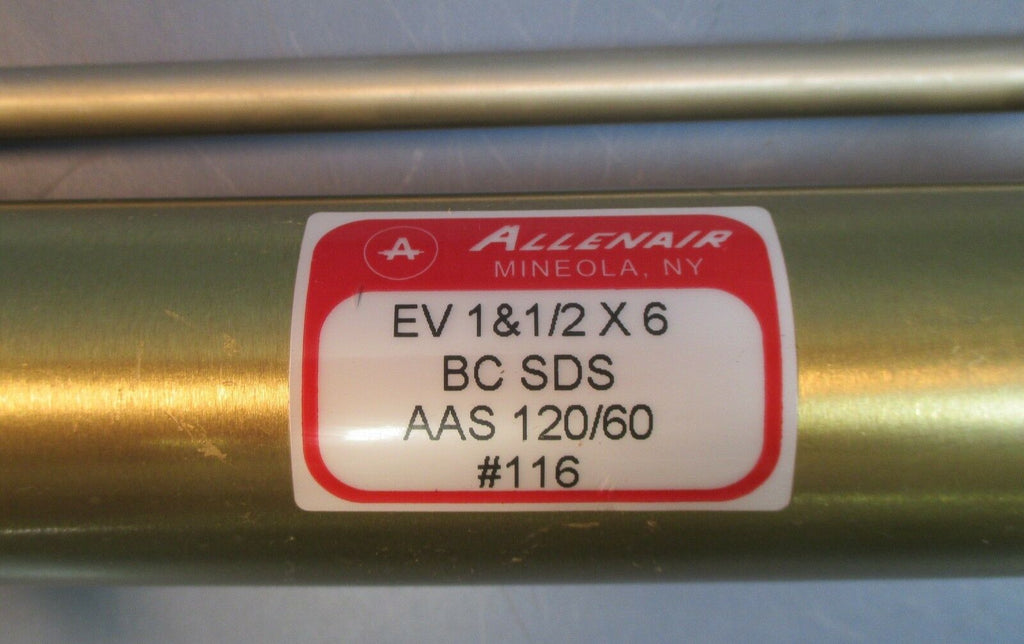 A ALLENAIR
MINEOLA, NY
EV 1&1/2 X 6
BC SDS
AAS 120/60
#116